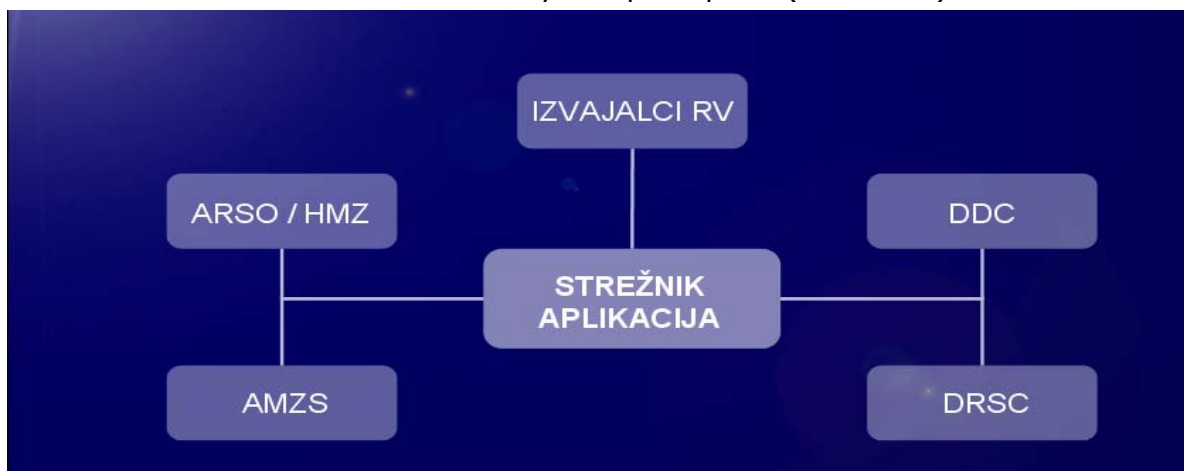 IZVAJALCI RV
ARSO / HMZ
DDC
STREŽNIK
APLIKACIJA
AMZS
DRSC